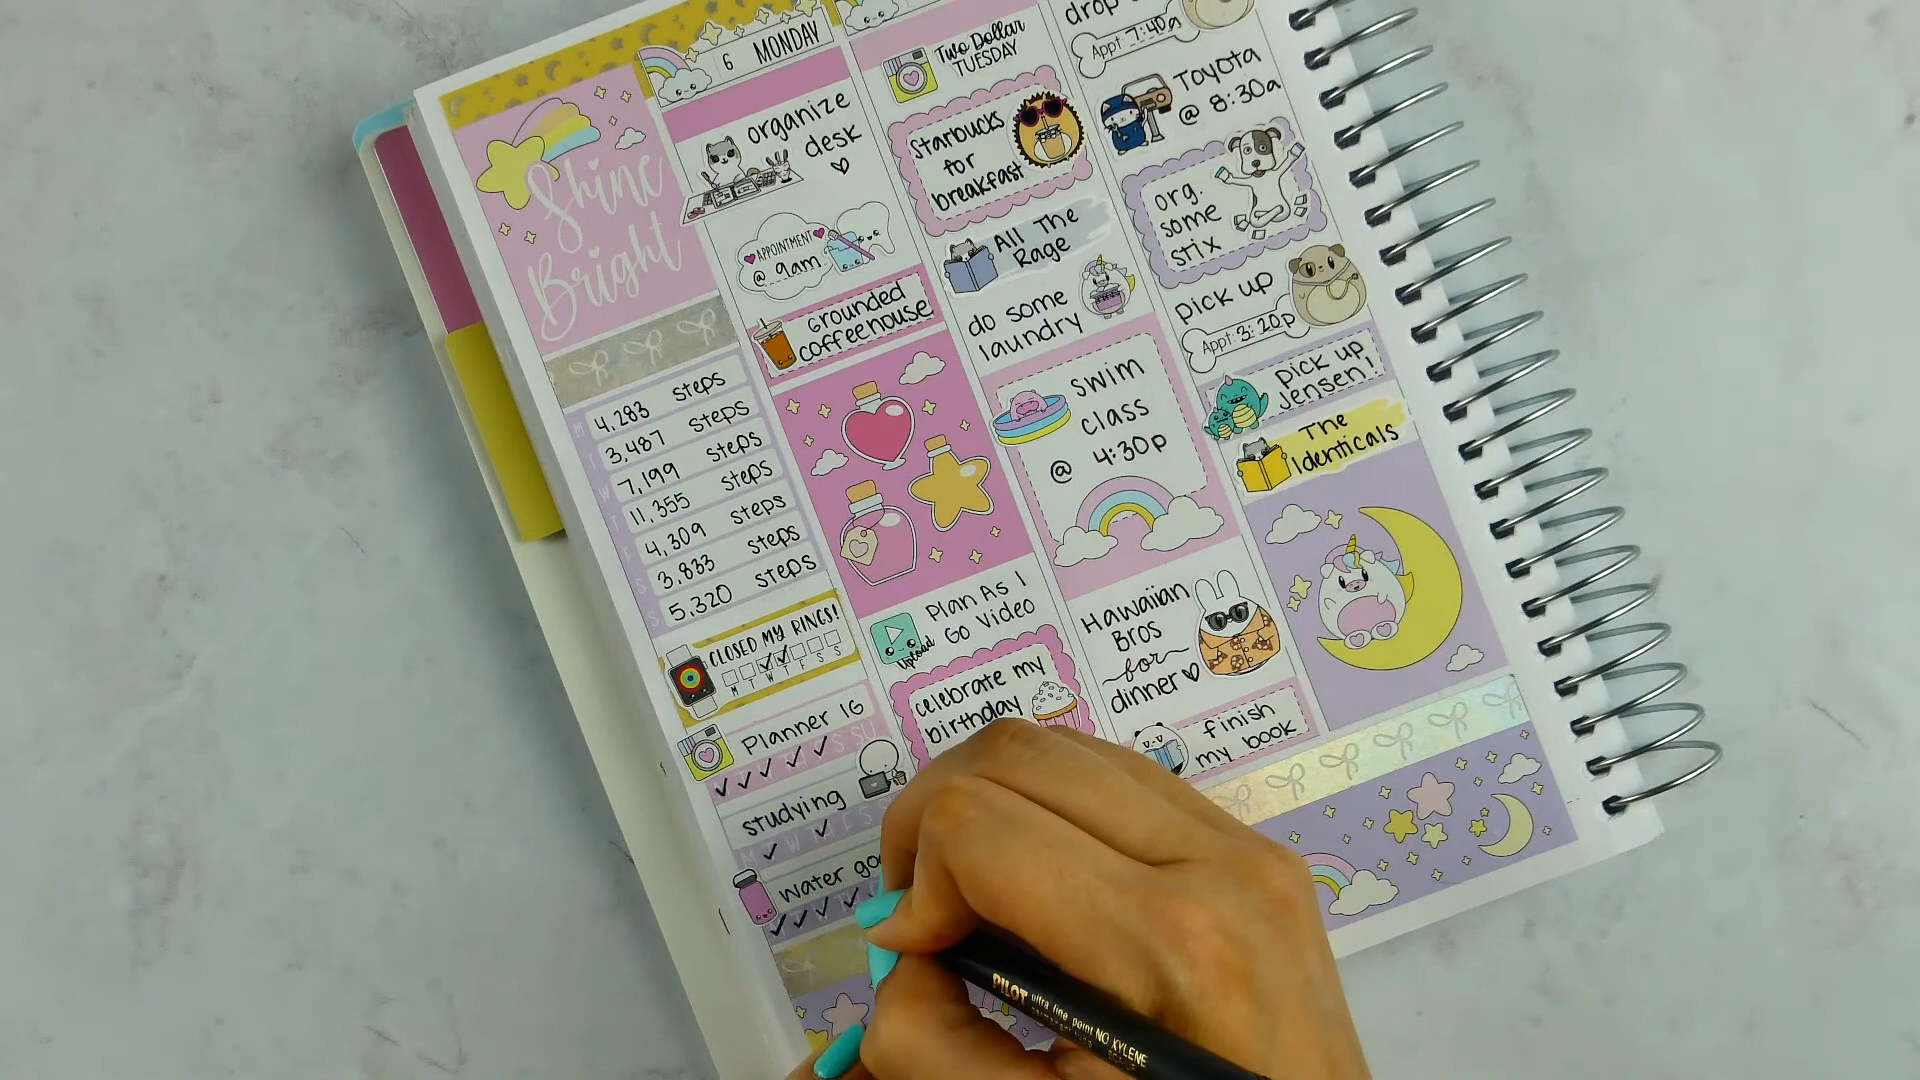 Shine
Bright
M 4,283 steps
T 3,487 steps
W 7,199 steps
T 11,355 steps
F 4,309 steps
S 3,833 steps
S 5,320 steps
CLOSED MY RINGS!
M T W T F S S
Planner 16
studying
water
6 MONDAY
organize
desk
APPOINTMENT
@ 9am
Grounded
coffeehouse
Plan As I
Go Video
upload
celebrate my
birthday
Two Dollar
TUESDAY
Starbucks
for
breakfast
All The
Rage
do some
laundry
swim
class
@ 4:30p
Hawaiian
Bros
for
dinner
finish
my book
drop
Appt 7:40a
Toyota
@ 8:30a
org.
some
stix
pick up
Appt 3:20p
pick up
Jensen!
The
Identicals
PILOT ultra fine point NO XYLENE